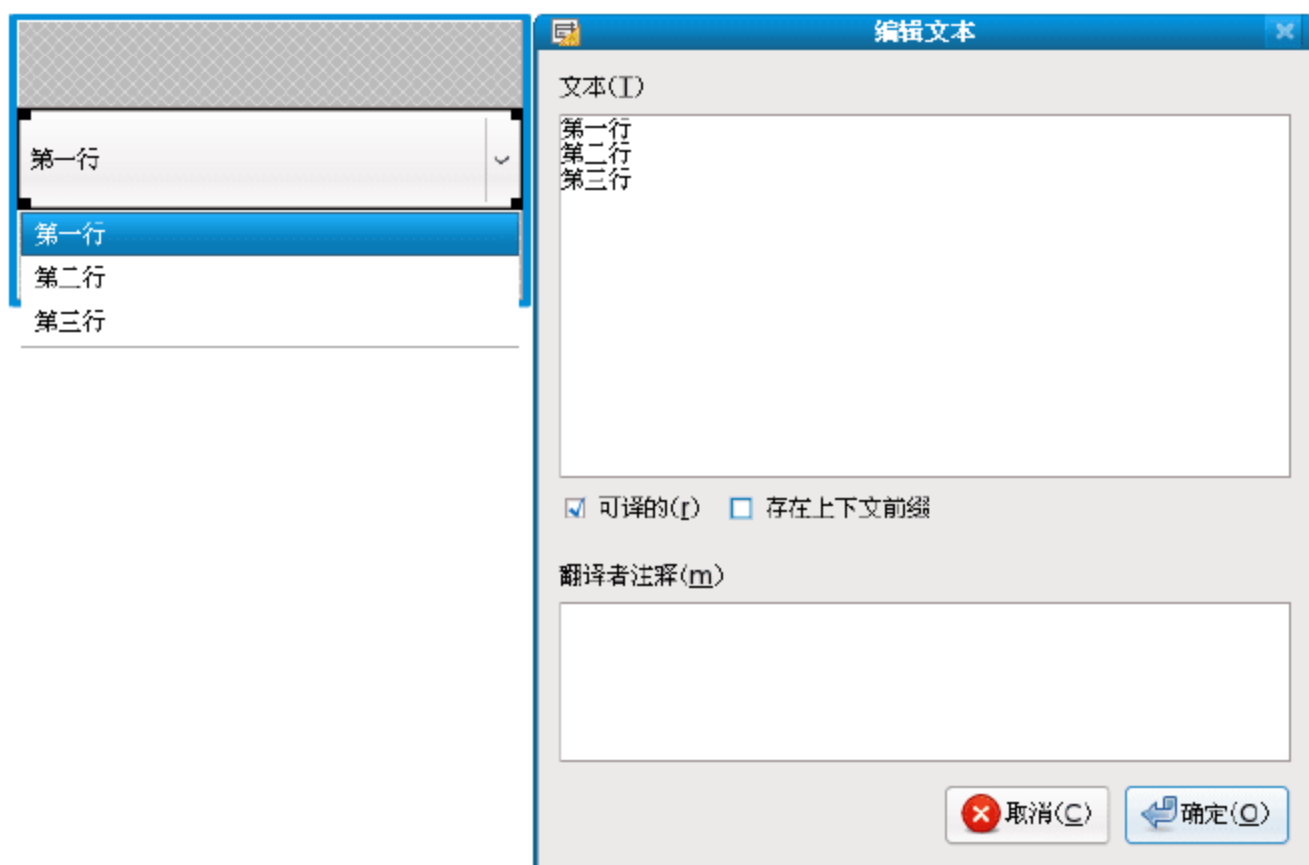 第一行
第一行
第二行
第三行
编辑文本
文本(T)
第一行
第二行
第三行
可译的(r) 存在上下文前缀
翻译者注释(m)
取消(C) 确定(O)